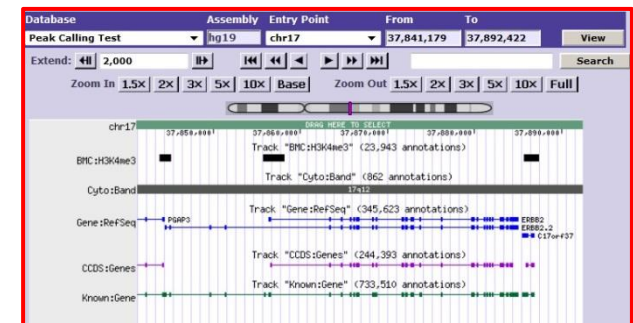 Database Assembly Entry Point From To
Peak Calling Test hg19 chr17 37,841,179 37,892,422 View
Extend: 2,000 Search
Zoom In 1.5X 2X 3X 5X 10X Base Zoom Out 1.5X 2X 3X 5X 10X Full
chr17 DRAG HERE TO SELECT
37,850,000 37,860,000 37,870,000 37,880,000 37,890,000
Track "BMC:H3K4me3" (23,943 annotations)
BMC:H3K4me3
Track "Cyto:Band" (862 annotations)
Cyto:Band 17q12
Track "Gene:RefSeq" (345,623 annotations)
Gene:RefSeq PGAP3 ERBB2
ERBB2.2
C17orf37
Track "CCDS:Genes" (244,393 annotations)
CCDS:Genes
Track "Known:Gene" (733,510 annotations)
Known:Gene